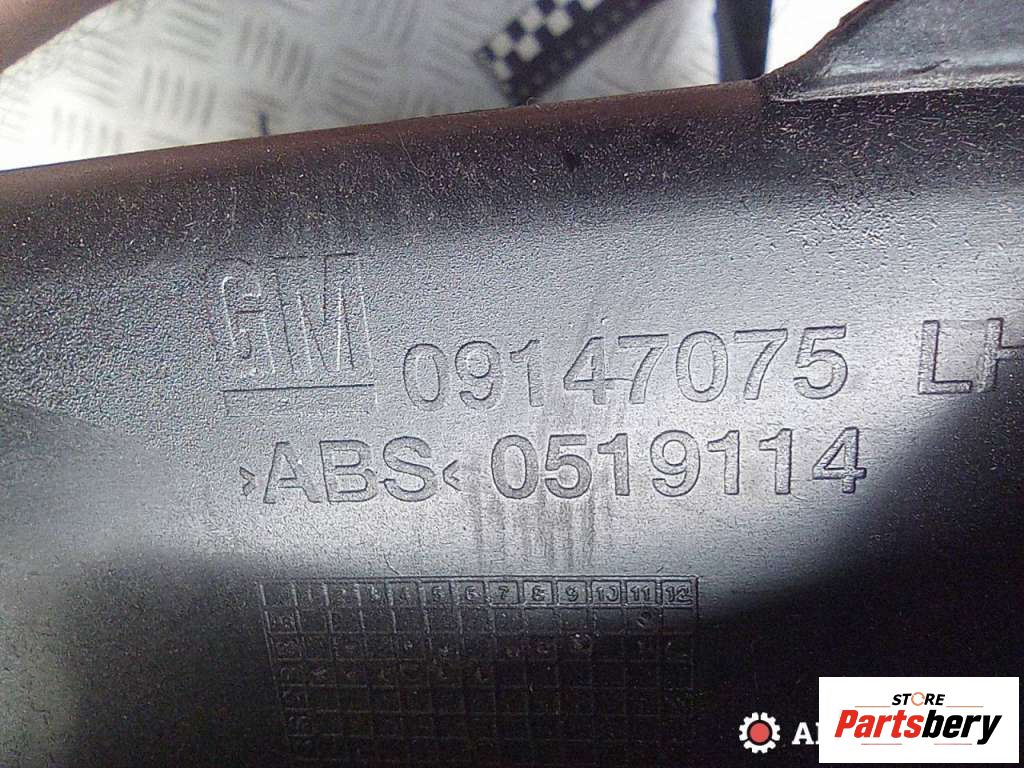 GM
09147075 LH
>ABS< 0519114
1 2 3 4 5 6 7 8 9 10 11 12
STORE
Partsbery